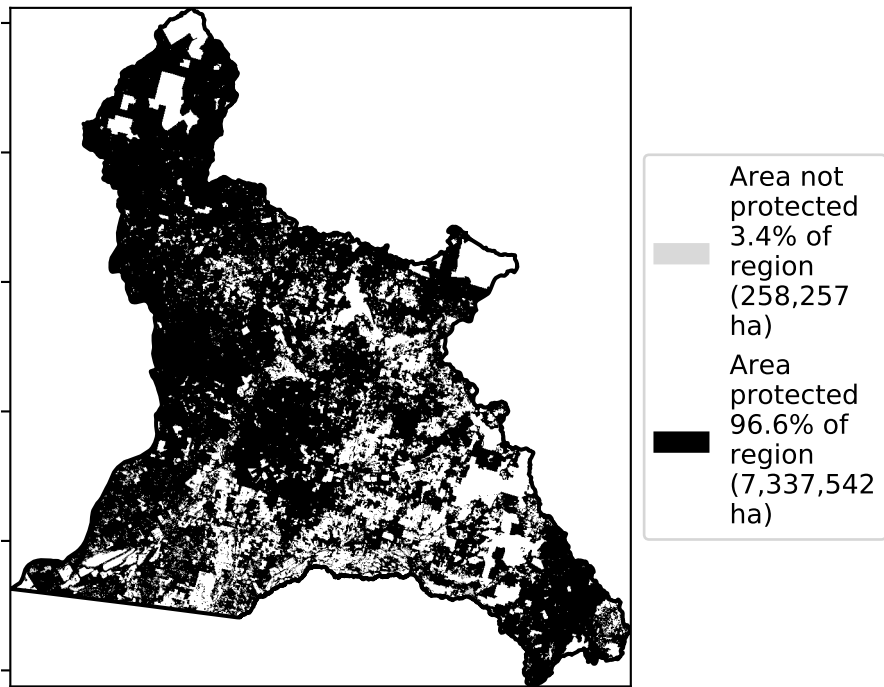 Area not
protected
3.4% of
region
(258,257
ha)
Area
protected
96.6% of
region
(7,337,542
ha)